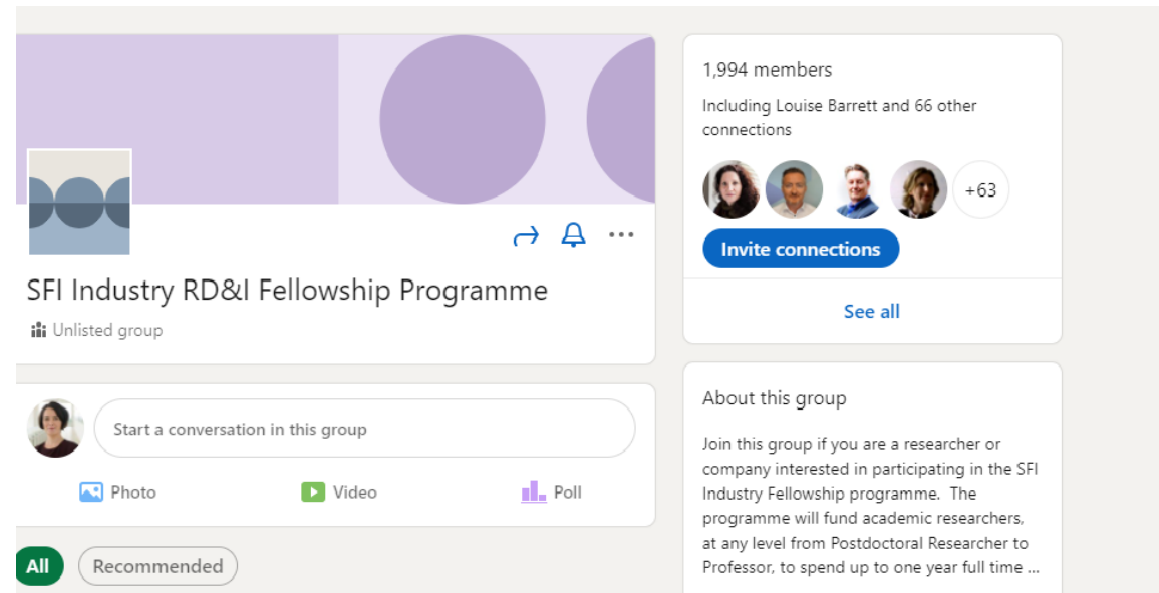 SFI Industry RD&I Fellowship Programme
Unlisted group
Start a conversation in this group
Photo
Video
Poll
All
Recommended
1,994 members
Including Louise Barrett and 66 other
connections
+63
Invite connections
See all
About this group
Join this group if you are a researcher or
company interested in participating in the SFI
Industry Fellowship programme. The
programme will fund academic researchers,
at any level from Postdoctoral Researcher to
Professor, to spend up to one year full time ...